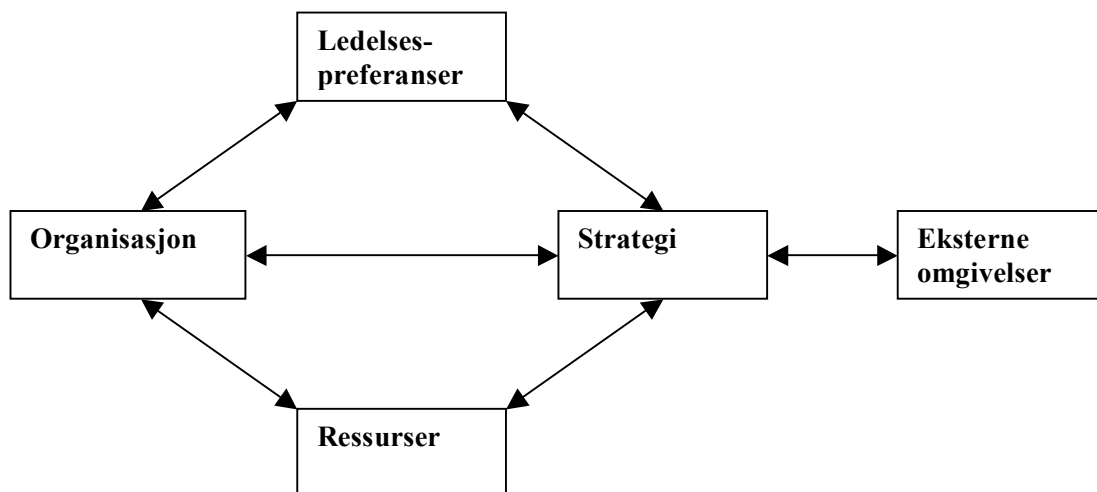 Ledelses-
preferanser
Organisasjon
Strategi
Eksterne
omgivelser
Ressurser